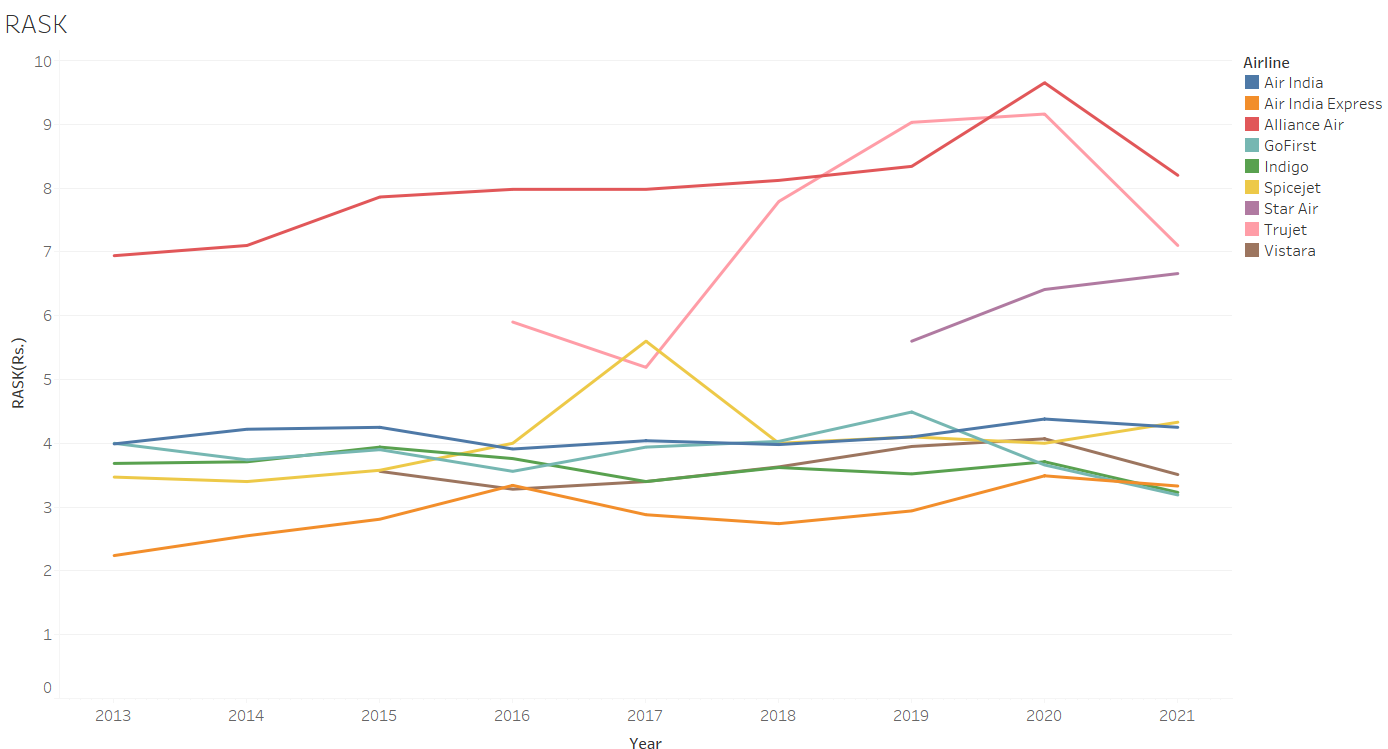 RASK
10
9
8
7
6
5
4
3
2
1
0
RASK(Rs.)
2013 2014 2015 2016 2017 2018 2019 2020 2021
Year
Airline
Air India
Air India Express
Alliance Air
GoFirst
Indigo
Spicejet
Star Air
Trujet
Vistara